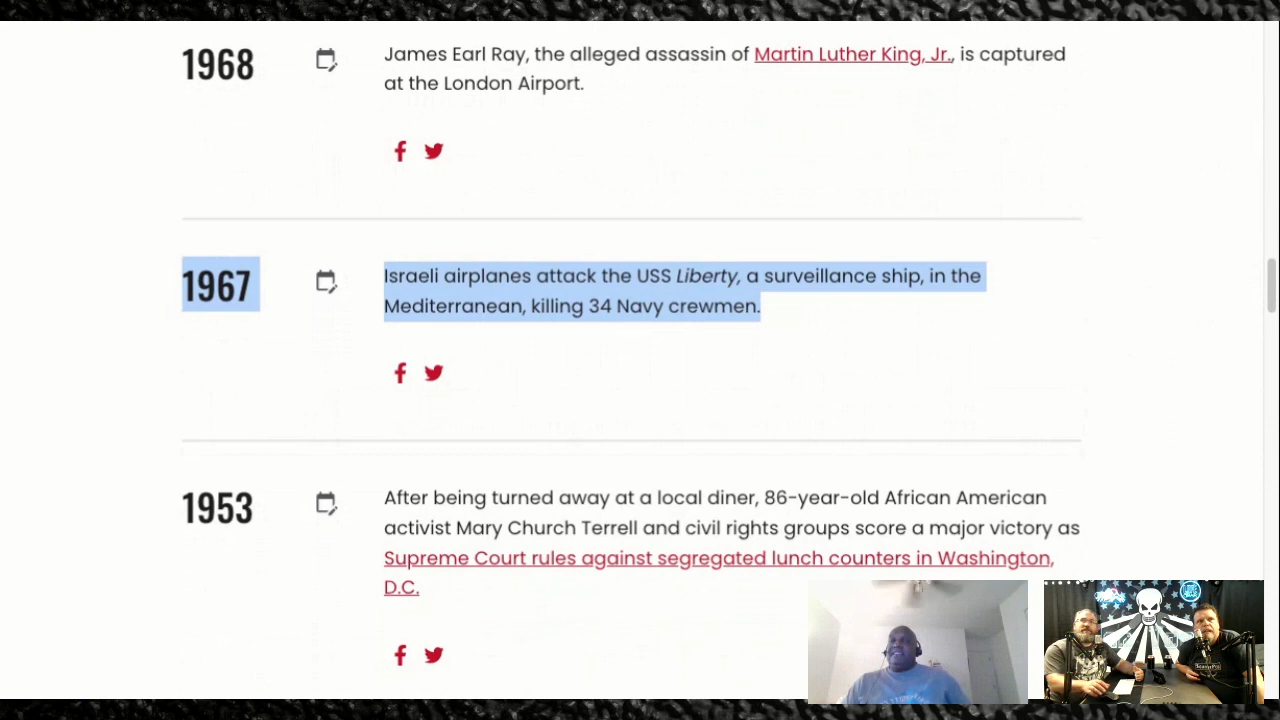 1968
James Earl Ray, the alleged assassin of Martin Luther King, Jr., is captured
at the London Airport.
1967
Israeli airplanes attack the USS Liberty, a surveillance ship, in the
Mediterranean, killing 34 Navy crewmen.
1953
After being turned away at a local diner, 86-year-old African American
activist Mary Church Terrell and civil rights groups score a major victory as
Supreme Court rules against segregated lunch counters in Washington,
D.C.